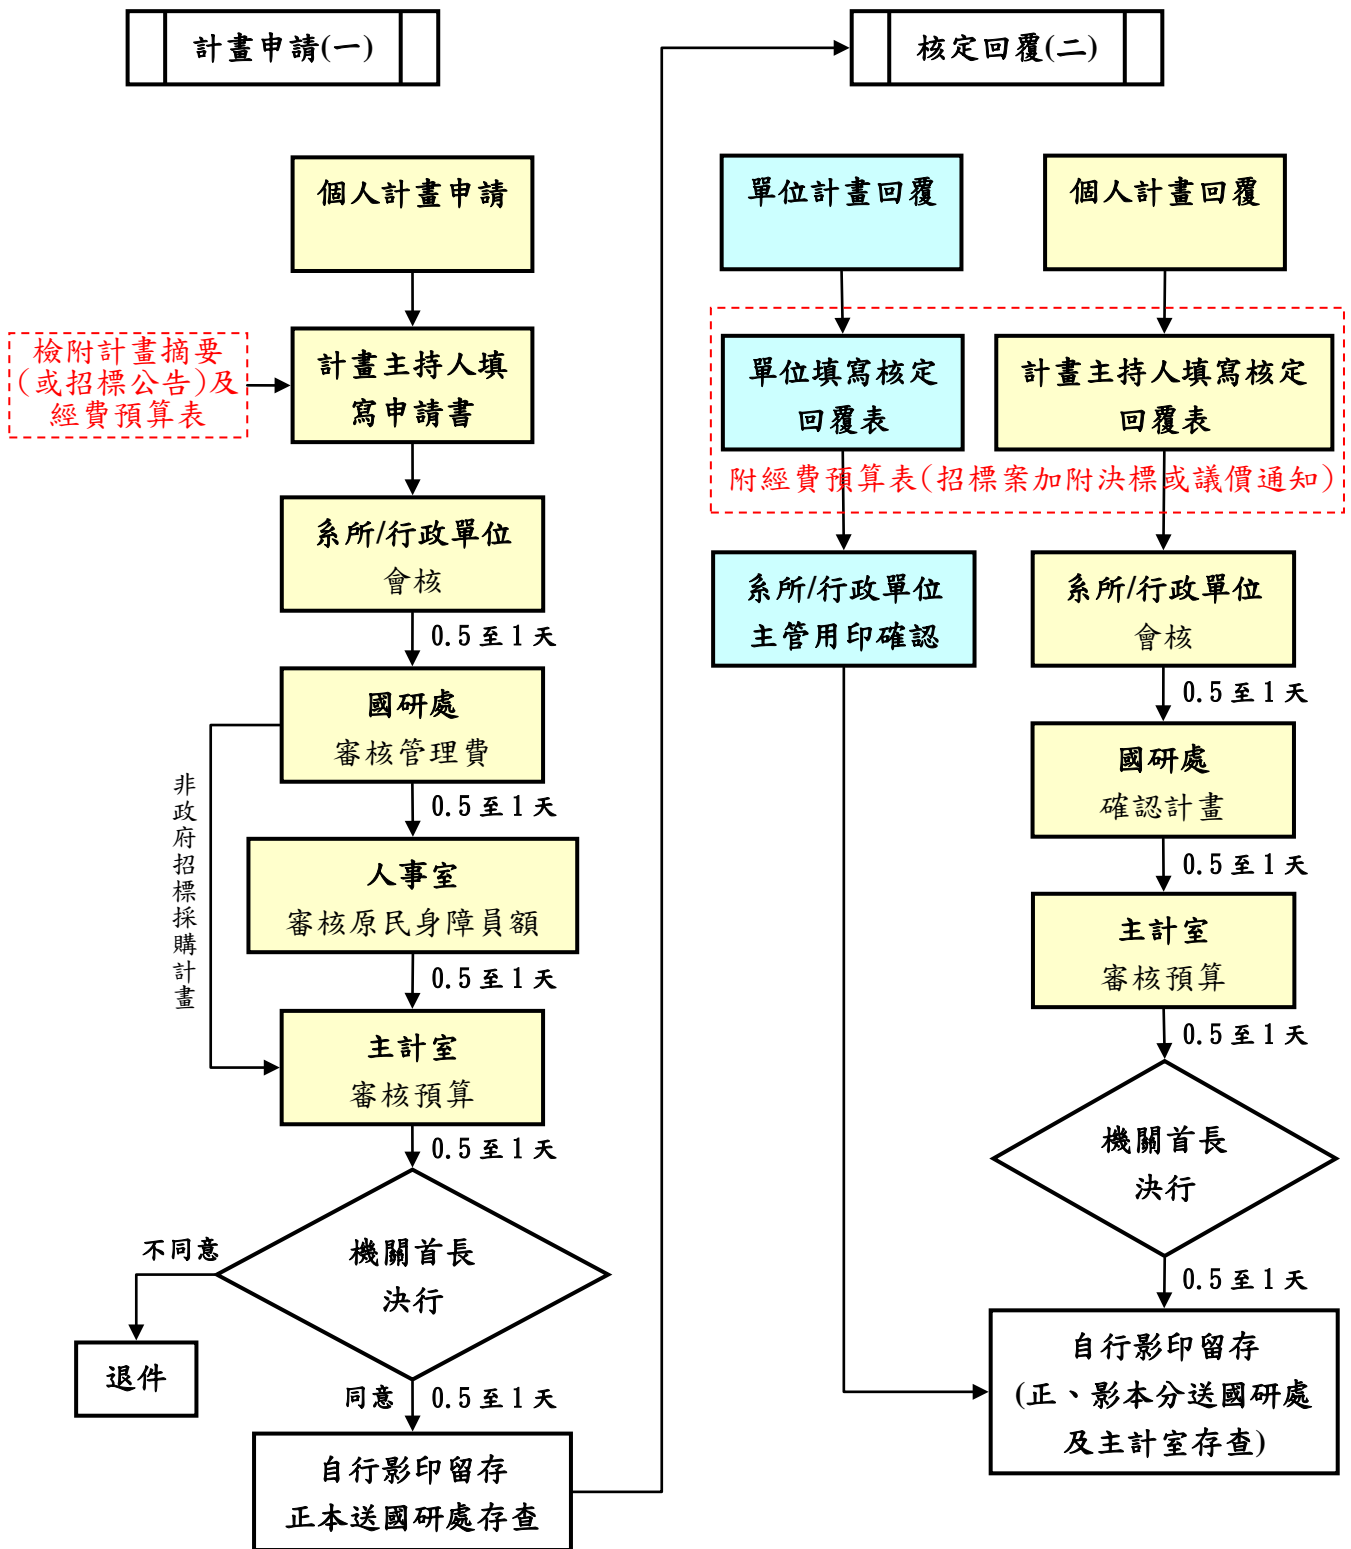 計畫申請(一)
個人計畫申請
檢附計畫摘要
(或招標公告)及
經費預算表
計畫主持人填
寫申請書
系所/行政單位
會核
0.5至1天
國研處
審核管理費
0.5至1天
非政府招標採購計畫
人事室
審核原民身障員額
0.5至1天
主計室
審核預算
0.5至1天
機關首長
決行
不同意
退件
同意
0.5至1天
自行影印留存
正本送國研處存查
核定回覆(二)
單位計畫回覆
個人計畫回覆
單位填寫核定
回覆表
計畫主持人填寫核定
回覆表
附經費預算表(招標案加附決標或議價通知)
系所/行政單位
主管用印確認
系所/行政單位
會核
0.5至1天
國研處
確認計畫
0.5至1天
主計室
審核預算
0.5至1天
機關首長
決行
0.5至1天
自行影印留存
(正、影本分送國研處
及主計室存查)